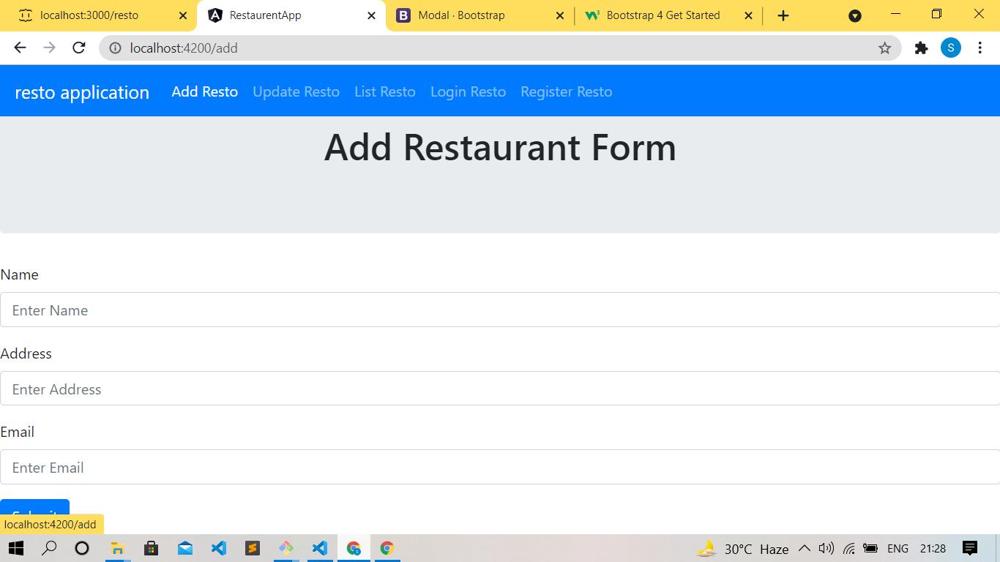 localhost:3000/resto
RestaurentApp
Modal · Bootstrap
Bootstrap 4 Get Started
localhost:4200/add
S
resto application
Add Resto
Update Resto
List Resto
Login Resto
Register Resto
Add Restaurant Form
Name
Enter Name
Address
Enter Address
Email
Enter Email
Submit
localhost:4200/add
30°C Haze
ENG
21:28